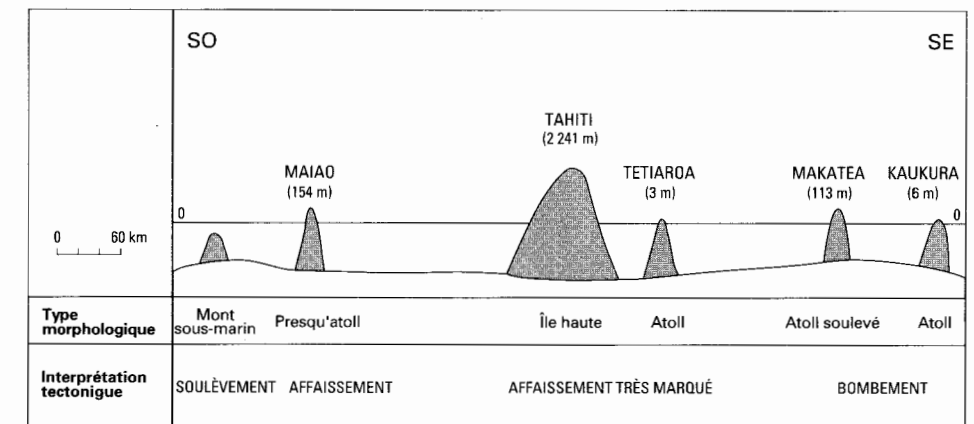 SO
SE
TAHITI
(2 241 m)
MAIAO
(154 m)
TETIAROA
(3 m)
MAKATEA
(113 m)
KAUKURA
(6 m)
0
0
0 60 km
Type
morphologique
Mont
sous-marin
Presqu'atoll
Île haute
Atoll
Atoll soulevé
Atoll
Interprétation
tectonigue
SOULÈVEMENT
AFFAISSEMENT
AFFAISSEMENT TRÈS MARQUÉ
BOMBEMENT